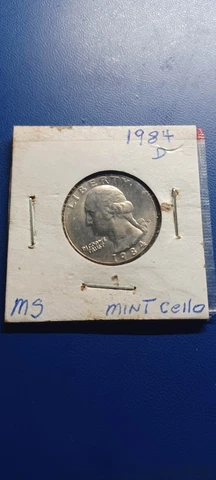 1984
D
LIBERTY
IN GOD WE
TRUST
1984
MS MINT Cello